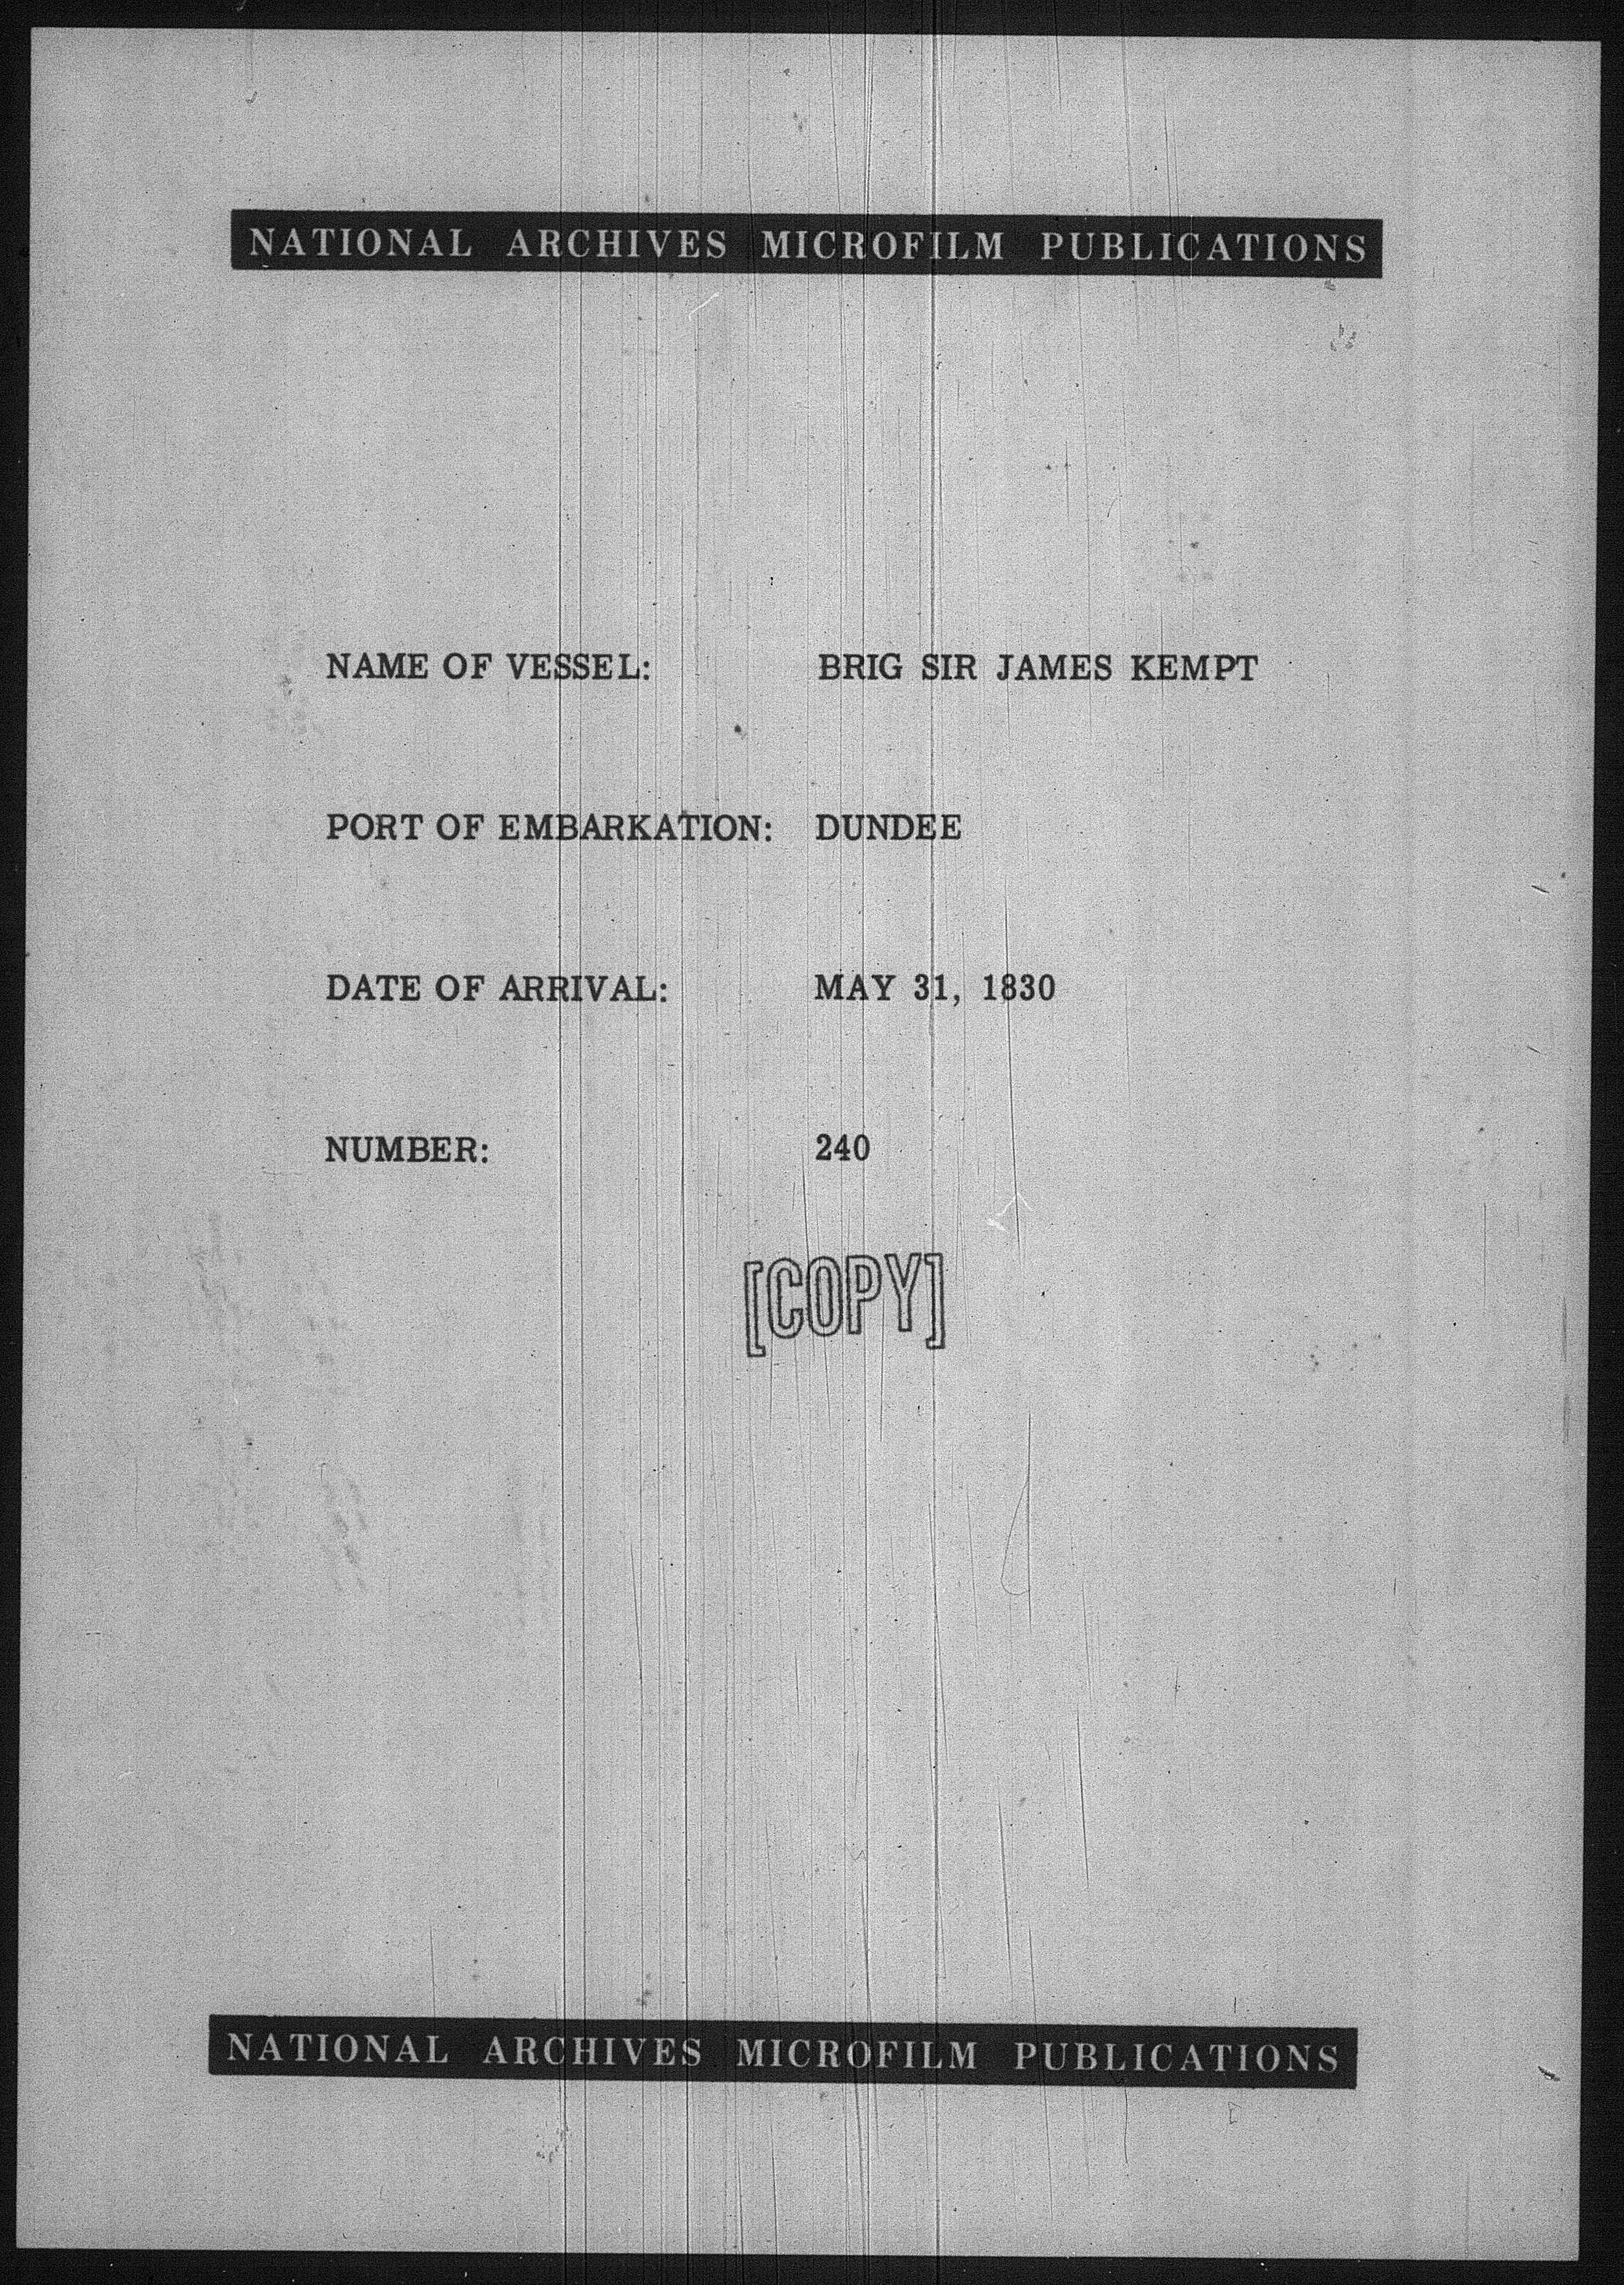 NATIONAL ARCHIVES MICROFILM PUBLICATIONS
NAME OF VESSEL: BRIG SIR JAMES KEMPT
PORT OF EMBARKATION: DUNDEE
DATE OF ARRIVAL: MAY 31, 1830
NUMBER: 240
[COPY]
NATIONAL ARCHIVES MICROFILM PUBLICATIONS